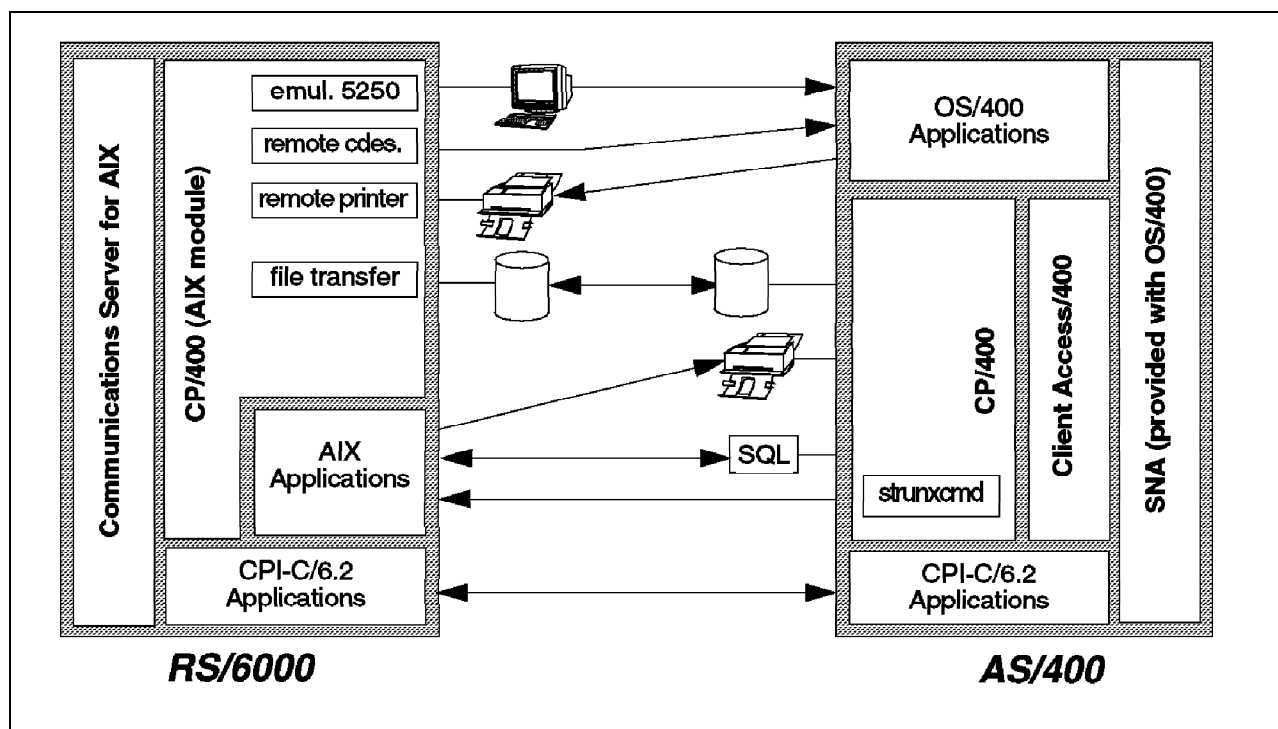 Communications Server for AIX
CP/400 (AIX module)
emul. 5250
remote cdes.
remote printer
file transfer
AIX
Applications
CPI-C/6.2
Applications
RS/6000
SQL
OS/400
Applications
CP/400
strunxcmd
Client Access/400
SNA (provided with OS/400)
CPI-C/6.2
Applications
AS/400